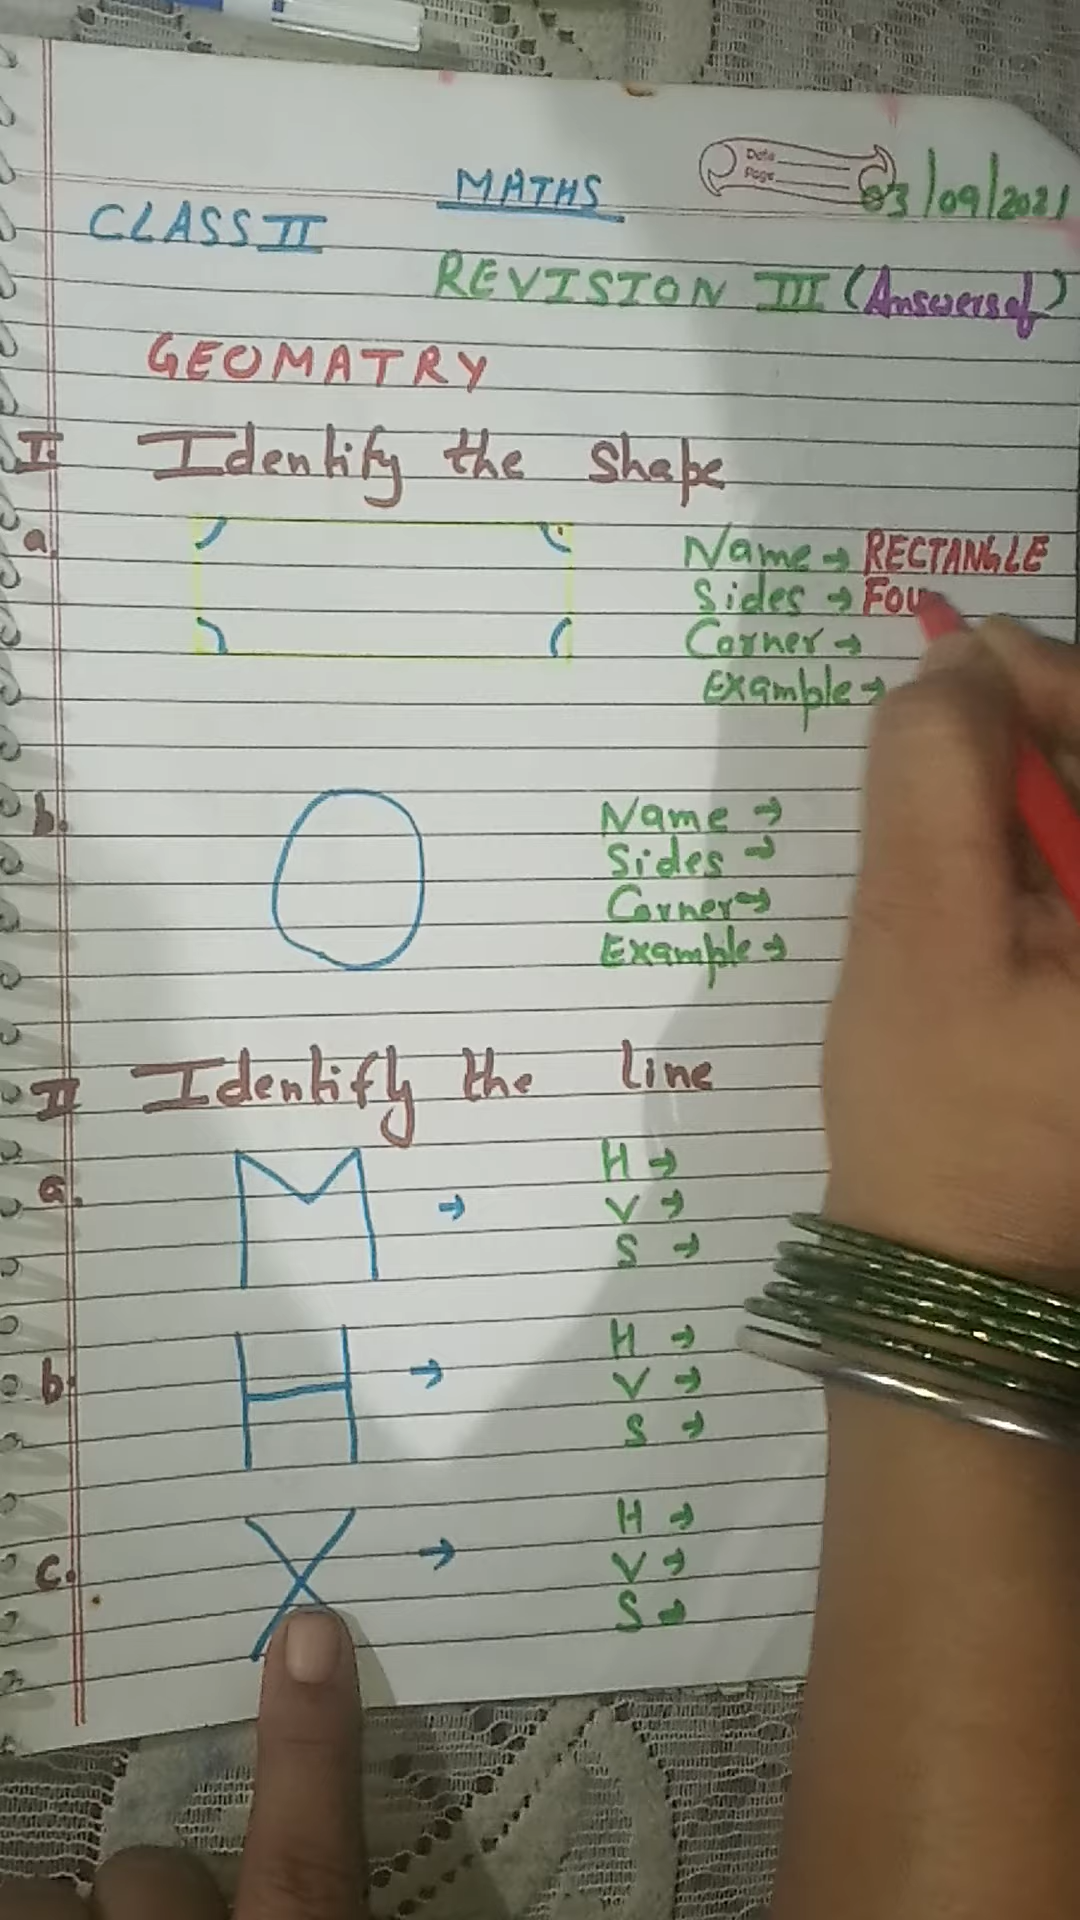 Date
Page
MATHS
03/09/2021
CLASS II
REVISION III (Answers of)
GEOMATRY
I. Identify the Shape
a.
Name → RECTANGLE
Sides → Fou
Corner →
Example →
b.
Name →
Sides →
Corner →
Example →
II Identifly the line
a. → H →
V →
S →
b. → H →
V →
S →
c. → H →
V →
S →